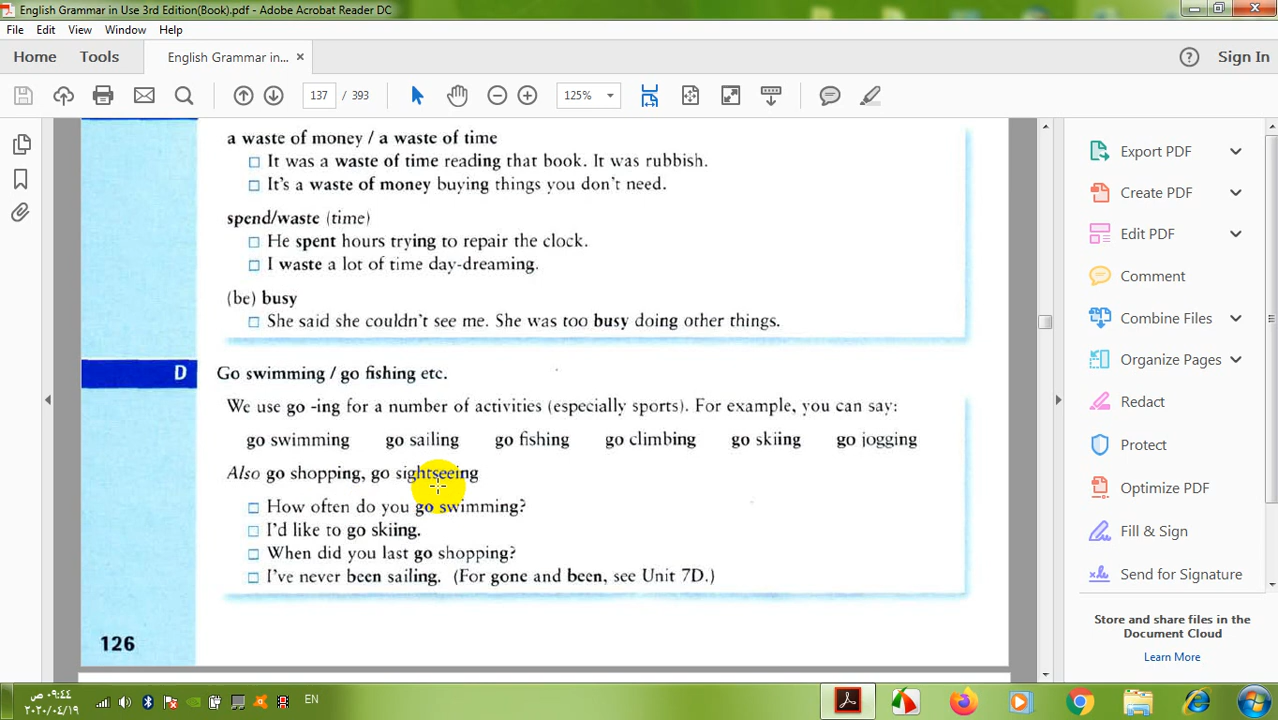 English Grammar in Use 3rd Edition(Book).pdf - Adobe Acrobat Reader DC
File Edit View Window Help
Home Tools English Grammar in... × Sign In
137 / 393 125%
a waste of money / a waste of time
It was a waste of time reading that book. It was rubbish.
It's a waste of money buying things you don't need.
spend/waste (time)
He spent hours trying to repair the clock.
I waste a lot of time day-dreaming.
(be) busy
She said she couldn't see me. She was too busy doing other things.
D Go swimming / go fishing etc.
We use go -ing for a number of activities (especially sports). For example, you can say:
go swimming go sailing go fishing go climbing go skiing go jogging
Also go shopping, go sightseeing
How often do you go swimming?
I'd like to go skiing.
When did you last go shopping?
I've never been sailing. (For gone and been, see Unit 7D.)
126
Export PDF
Create PDF
Edit PDF
Comment
Combine Files
Organize Pages
Redact
Protect
Optimize PDF
Fill & Sign
Send for Signature
Store and share files in the
Document Cloud
Learn More
EN
٠٩:٤٤ ص
٢٠٢٠/٠٤/١٩